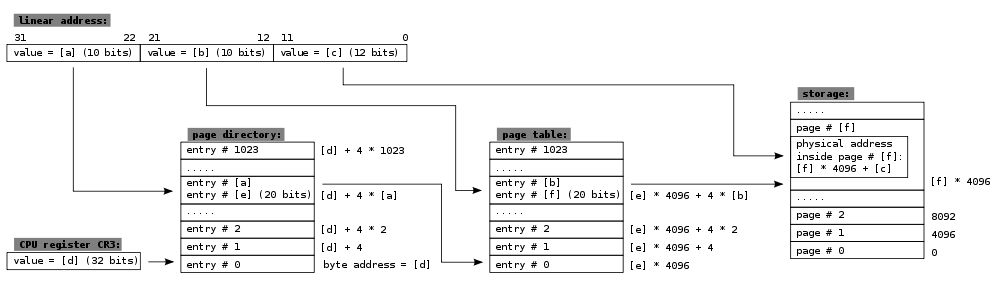 linear address:
31 22 21 12 11 0
value = [a] (10 bits) value = [b] (10 bits) value = [c] (12 bits)
storage:
.....
page # [f]
physical address
inside page # [f]:
[f] * 4096 + [c]
[f] * 4096
.....
page # 2 8092
page # 1 4096
page # 0 0
page directory:
entry # 1023 [d] + 4 * 1023
.....
entry # [a]
entry # [e] (20 bits) [d] + 4 * [a]
.....
entry # 2 [d] + 4 * 2
entry # 1 [d] + 4
entry # 0 byte address = [d]
page table:
entry # 1023
.....
entry # [b]
entry # [f] (20 bits) [e] * 4096 + 4 * [b]
.....
entry # 2 [e] * 4096 + 4 * 2
entry # 1 [e] * 4096 + 4
entry # 0 [e] * 4096
CPU register CR3:
value = [d] (32 bits)